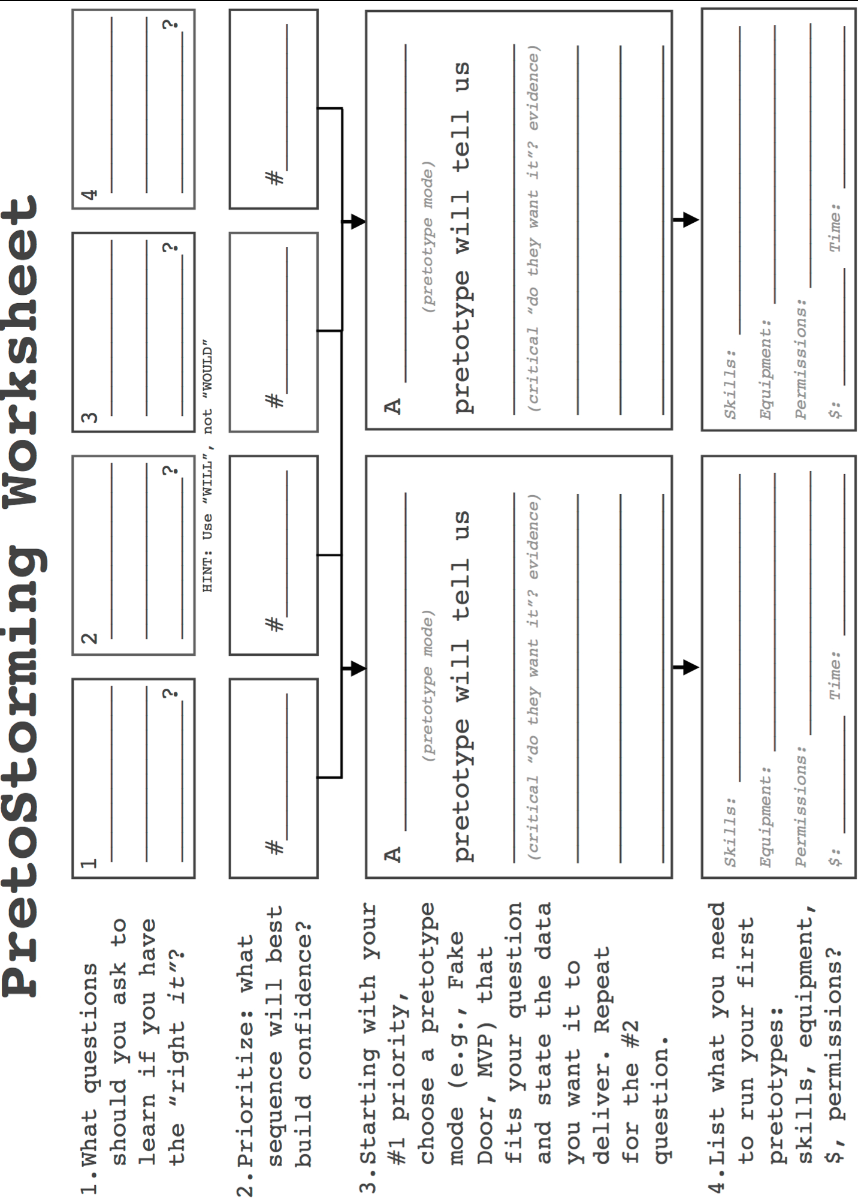 PretoStorming Worksheet
1.What questions
should you ask to
learn if you have
the “right it”?
1
?
2
?
3
?
4
?
HINT: Use “WILL”, not “WOULD”
2.Prioritize: what
sequence will best
build confidence?
#
#
#
#
3.Starting with your
#1 priority,
choose a pretotype
mode (e.g., Fake
Door, MVP) that
fits your question
and state the data
you want it to
deliver. Repeat
for the #2
question.
A
(pretotype mode)
pretotype will tell us
(critical “do they want it”? evidence)
A
(pretotype mode)
pretotype will tell us
(critical “do they want it”? evidence)
4.List what you need
to run your first
pretotypes:
skills, equipment,
$, permissions?
Skills:
Equipment:
Permissions:
$: Time:
Skills:
Equipment:
Permissions:
$: Time: